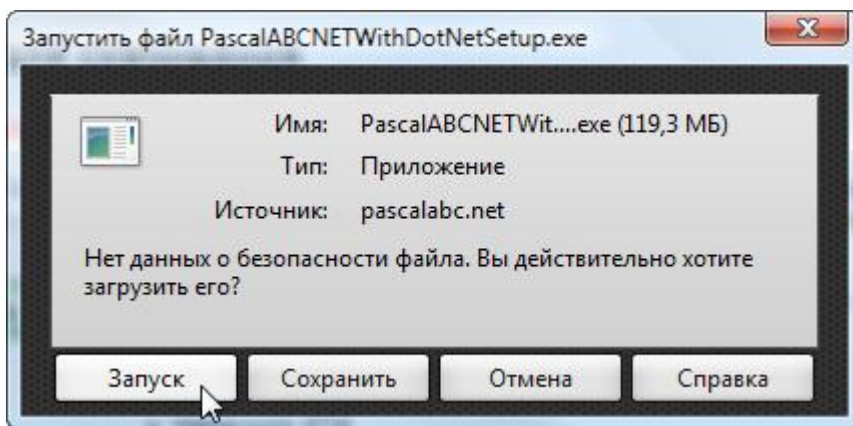 Запустить файл PascalABCNETWithDotNetSetup.exe
Имя: PascalABCNETWit....exe (119,3 МБ)
Тип: Приложение
Источник: pascalabc.net
Нет данных о безопасности файла. Вы действительно хотите
загрузить его?
Запуск Сохранить Отмена Справка